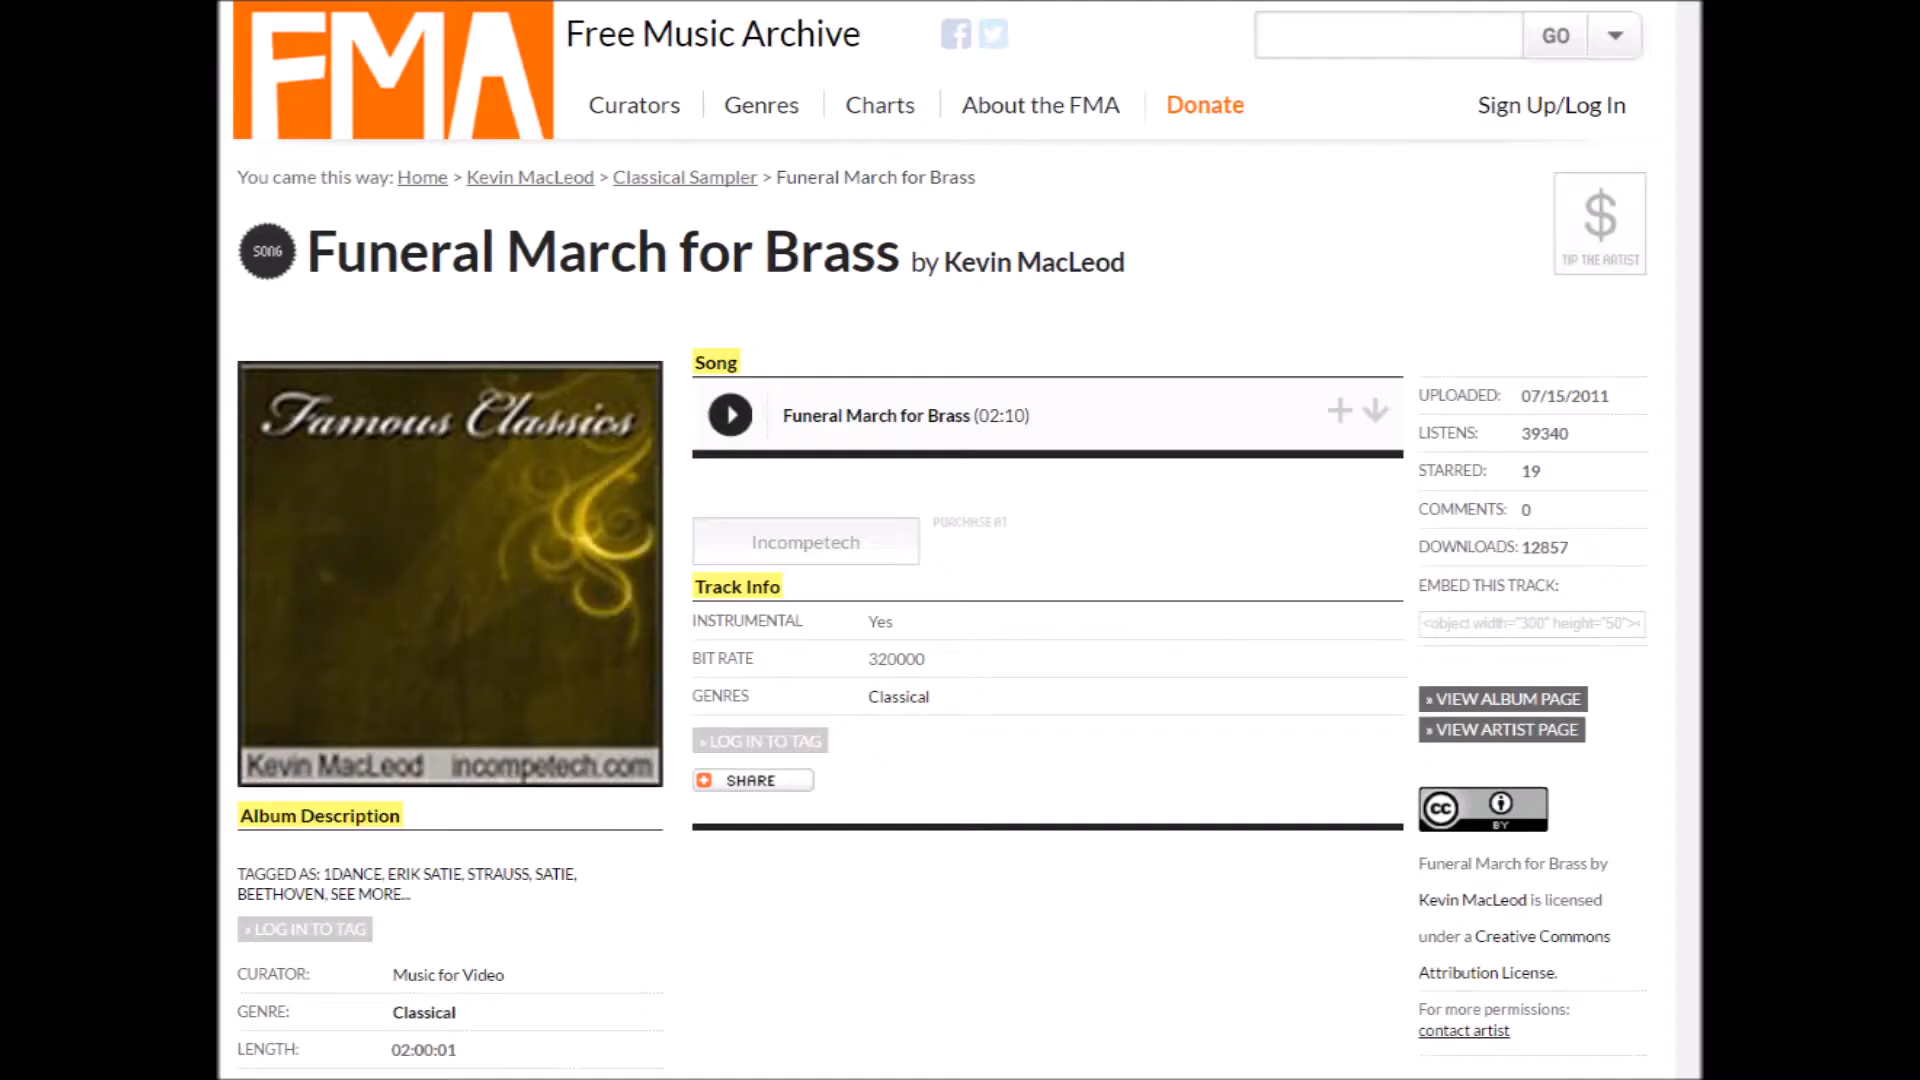 FMA
Free Music Archive
GO
Curators
Genres
Charts
About the FMA
Donate
Sign Up/Log In
You came this way: Home > Kevin MacLeod > Classical Sampler > Funeral March for Brass
SONG
Funeral March for Brass by Kevin MacLeod
$
TIP THE ARTIST
Famous Classics
Kevin MacLeod incompetech.com
Album Description
TAGGED AS: 1DANCE, ERIK SATIE, STRAUSS, SATIE,
BEETHOVEN, SEE MORE...
» LOG IN TO TAG
CURATOR: Music for Video
GENRE: Classical
LENGTH: 02:00:01
Song
Funeral March for Brass (02:10)
Incompetech
PURCHASE AT
Track Info
INSTRUMENTAL Yes
BIT RATE 320000
GENRES Classical
» LOG IN TO TAG
SHARE
UPLOADED: 07/15/2011
LISTENS: 39340
STARRED: 19
COMMENTS: 0
DOWNLOADS: 12857
EMBED THIS TRACK:
<object width="300" height="50"><
» VIEW ALBUM PAGE
» VIEW ARTIST PAGE
CC
BY
Funeral March for Brass by
Kevin MacLeod is licensed
under a Creative Commons
Attribution License.
For more permissions:
contact artist